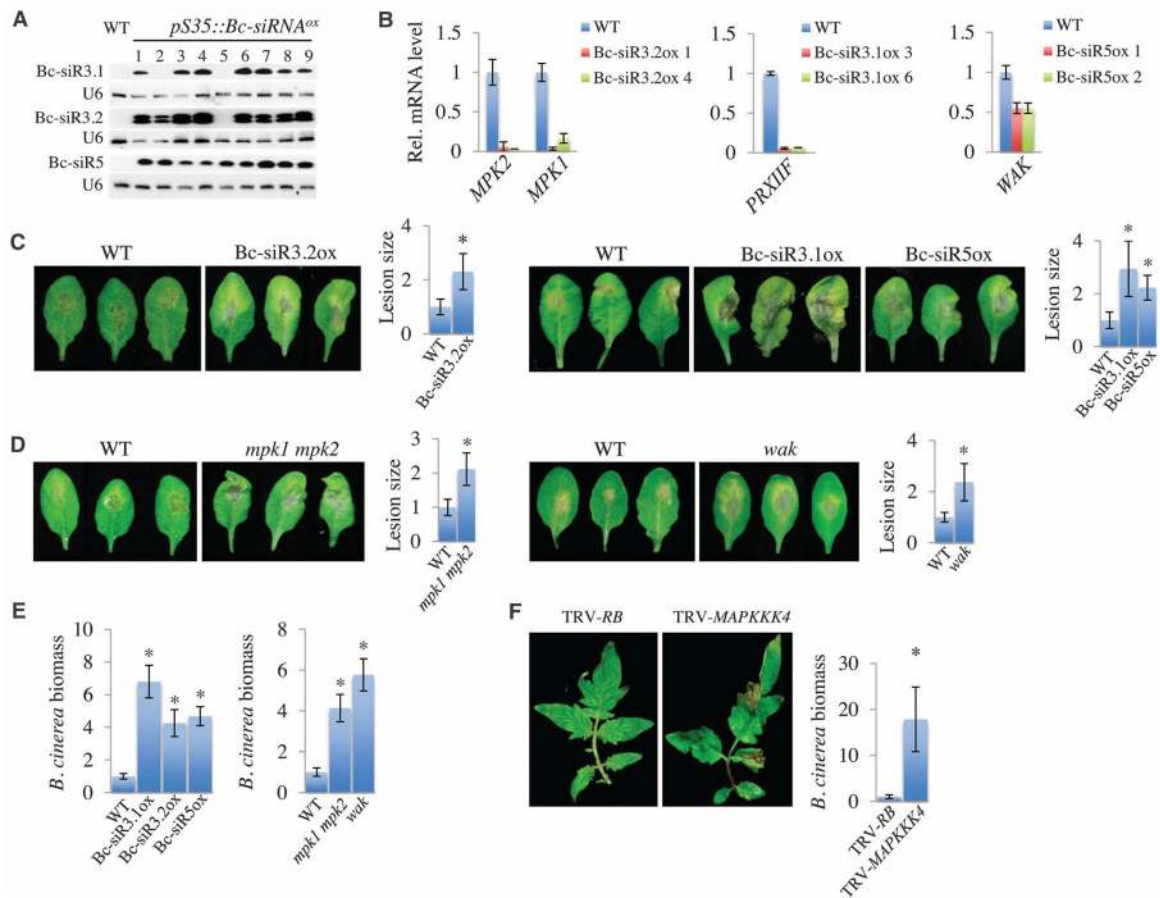 A
WT
pS35::Bc-siRNAox
1 2 3 4 5 6 7 8 9
Bc-siR3.1
U6
Bc-siR3.2
U6
Bc-siR5
U6
B
Rel. mRNA level
1.5
1
0.5
0
MPK2
MPK1
WT
Bc-siR3.2ox 1
Bc-siR3.2ox 4
1.5
1
0.5
0
PRXIIF
WT
Bc-siR3.1ox 3
Bc-siR3.1ox 6
1.5
1
0.5
0
WAK
WT
Bc-siR5ox 1
Bc-siR5ox 2
C
WT
Bc-siR3.2ox
Lesion size
4
2
0
*
WT
Bc-siR3.2ox
WT
Bc-siR3.1ox
Bc-siR5ox
Lesion size
4
2
0
*
*
WT
Bc-siR3.1ox
Bc-siR5ox
D
WT
mpk1 mpk2
Lesion size
3
2
1
0
*
WT
mpk1 mpk2
WT
wak
Lesion size
4
2
0
*
WT
wak
E
B. cinerea biomass
10
8
6
4
2
0
*
*
*
WT
Bc-siR3.1ox
Bc-siR3.2ox
Bc-siR5ox
B. cinerea biomass
8
6
4
2
0
*
*
WT
mpk1 mpk2
wak
F
TRV-RB
TRV-MAPKKK4
B. cinerea biomass
30
20
10
0
*
TRV-RB
TRV-MAPKKK4